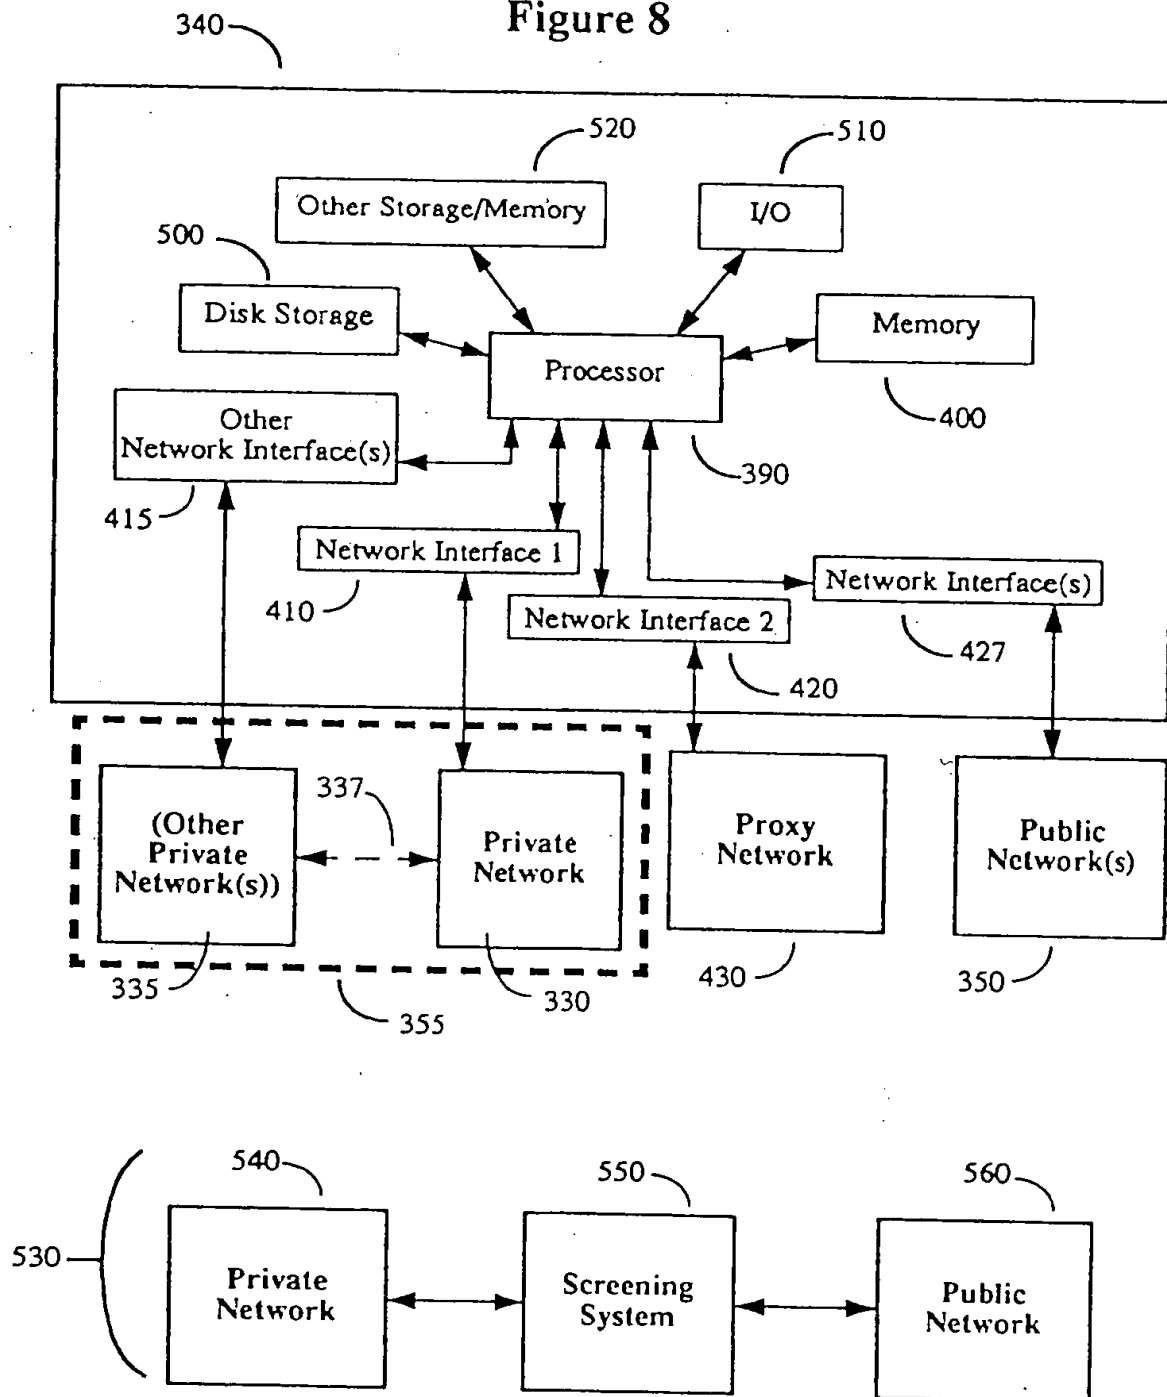 Figure 8
340
520
510
Other Storage/Memory
I/O
500
Disk Storage
Memory
Processor
400
Other
Network Interface(s)
390
415
Network Interface 1
Network Interface(s)
410
Network Interface 2
427
420
337
(Other
Private
Network(s))
Private
Network
Proxy
Network
Public
Network(s)
335
330
430
350
355
540
550
560
530
Private
Network
Screening
System
Public
Network